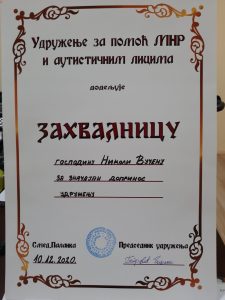 Удружење за помоћ МНР
и аутистичним лицима
додељује
ЗАХВАЛНИЦУ
господину Николи Вучену
за значајан допринос
удружењу
Смед.Паланка
Председник удружења
10.12.2020.